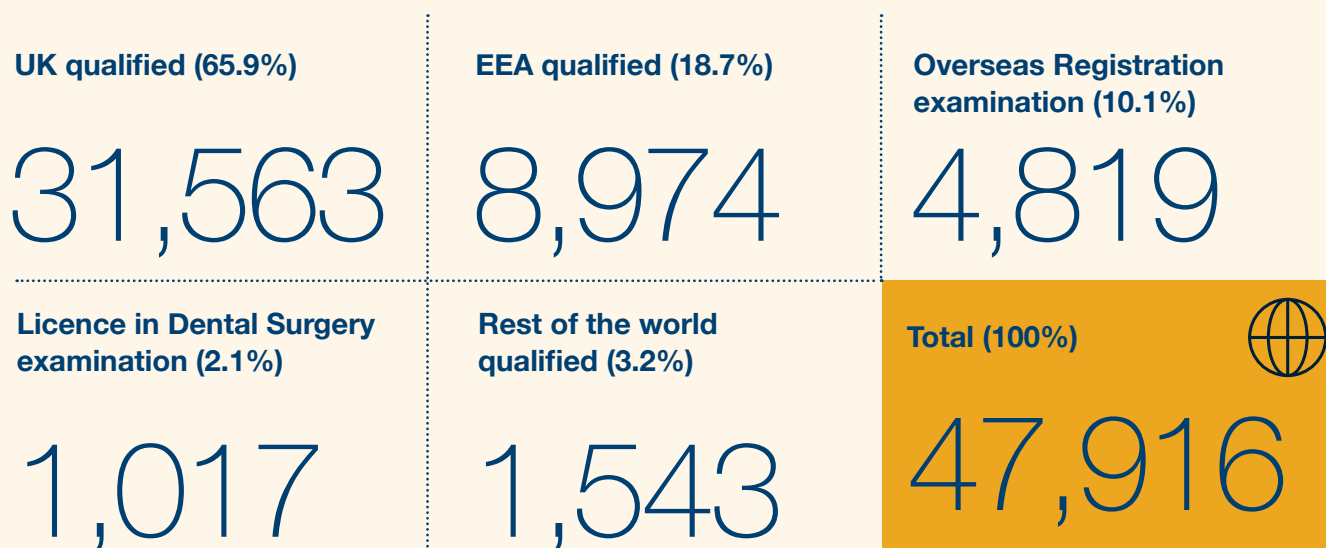 UK qualified (65.9%)
31,563
EEA qualified (18.7%)
8,974
Overseas Registration
examination (10.1%)
4,819
Licence in Dental Surgery
examination (2.1%)
1,017
Rest of the world
qualified (3.2%)
1,543
Total (100%)
47,916